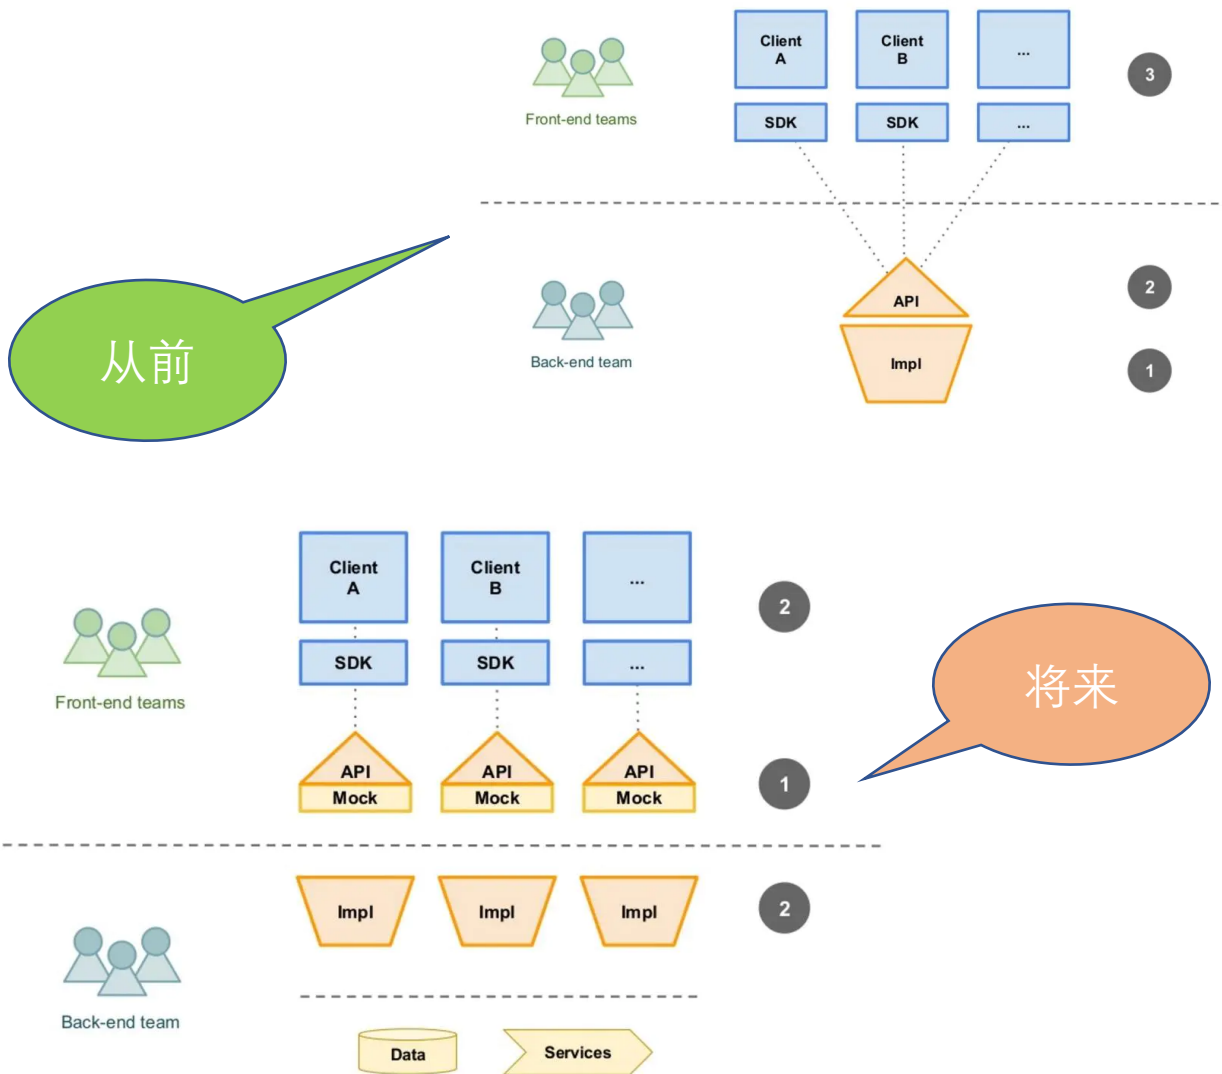 Client
A
Client
B
...
3
Front-end teams
SDK
SDK
...
从前
API
2
Back-end team
Impl
1
Client
A
Client
B
...
2
Front-end teams
SDK
SDK
...
将来
API
API
API
1
Mock
Mock
Mock
Impl
Impl
Impl
2
Back-end team
Data
Services